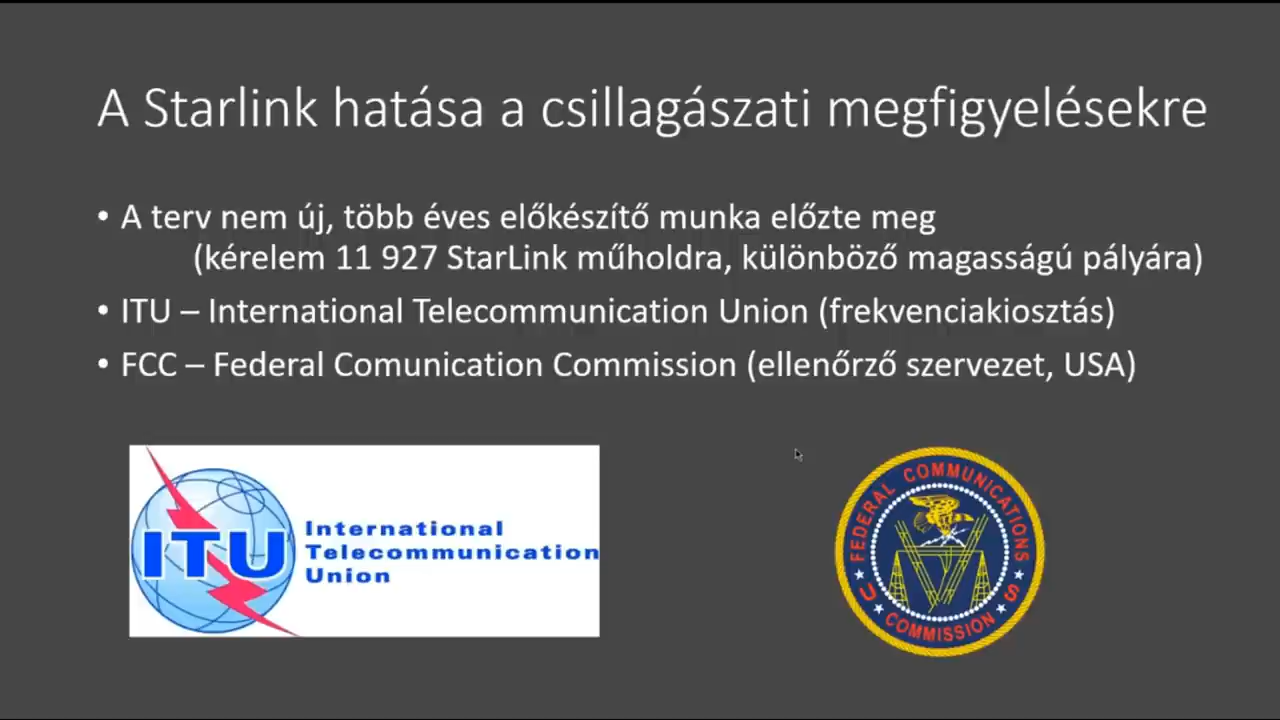 A Starlink hatása a csillagászati megfigyelésekre
• A terv nem új, több éves előkészítő munka előzte meg
(kérelem 11 927 StarLink műholdra, különböző magasságú pályára)
• ITU – International Telecommunication Union (frekvenciakiosztás)
• FCC – Federal Comunication Commission (ellenőrző szervezet, USA)
ITU
International
Telecommunication
Union
FEDERAL COMMUNICATIONS
U S
COMMISSION